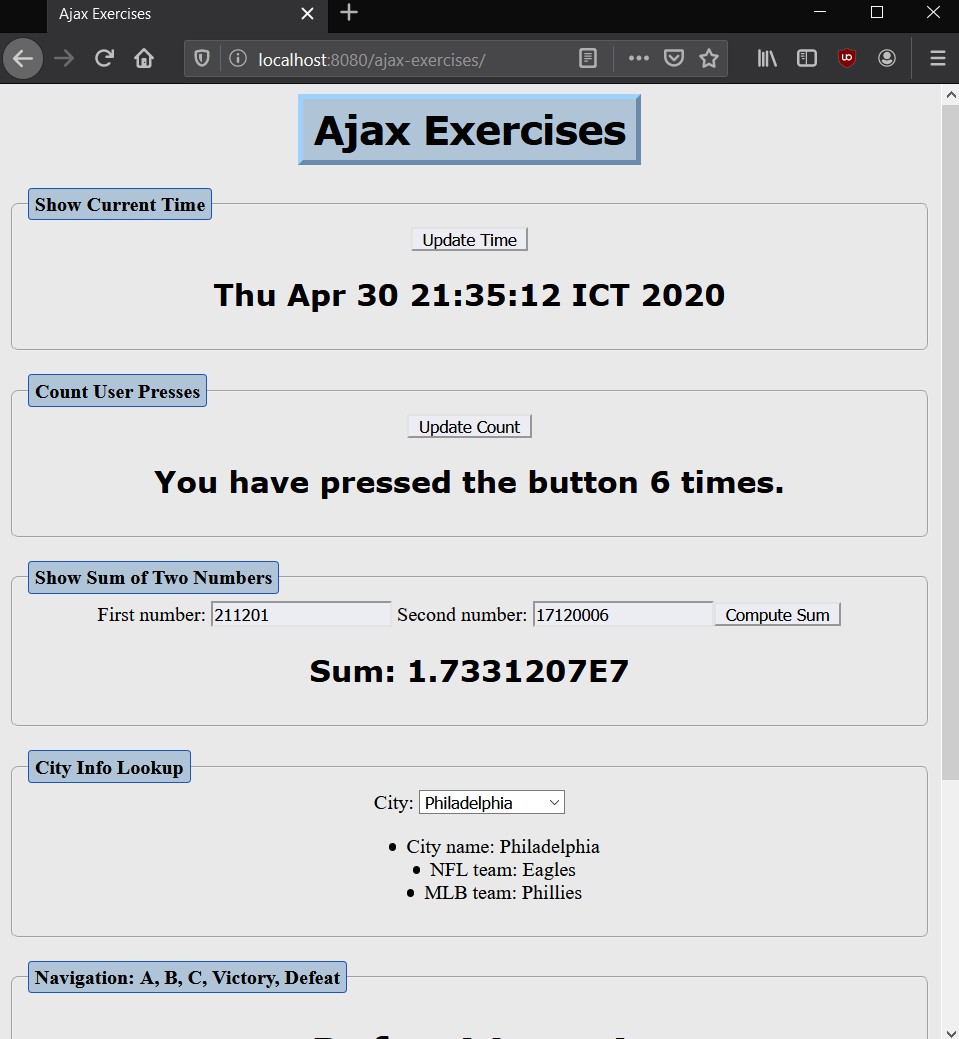 Ajax Exercises
localhost:8080/ajax-exercises/
Ajax Exercises
Show Current Time
Update Time
Thu Apr 30 21:35:12 ICT 2020
Count User Presses
Update Count
You have pressed the button 6 times.
Show Sum of Two Numbers
First number: 211201 Second number: 17120006 Compute Sum
Sum: 1.7331207E7
City Info Lookup
City: Philadelphia
• City name: Philadelphia
• NFL team: Eagles
• MLB team: Phillies
Navigation: A, B, C, Victory, Defeat